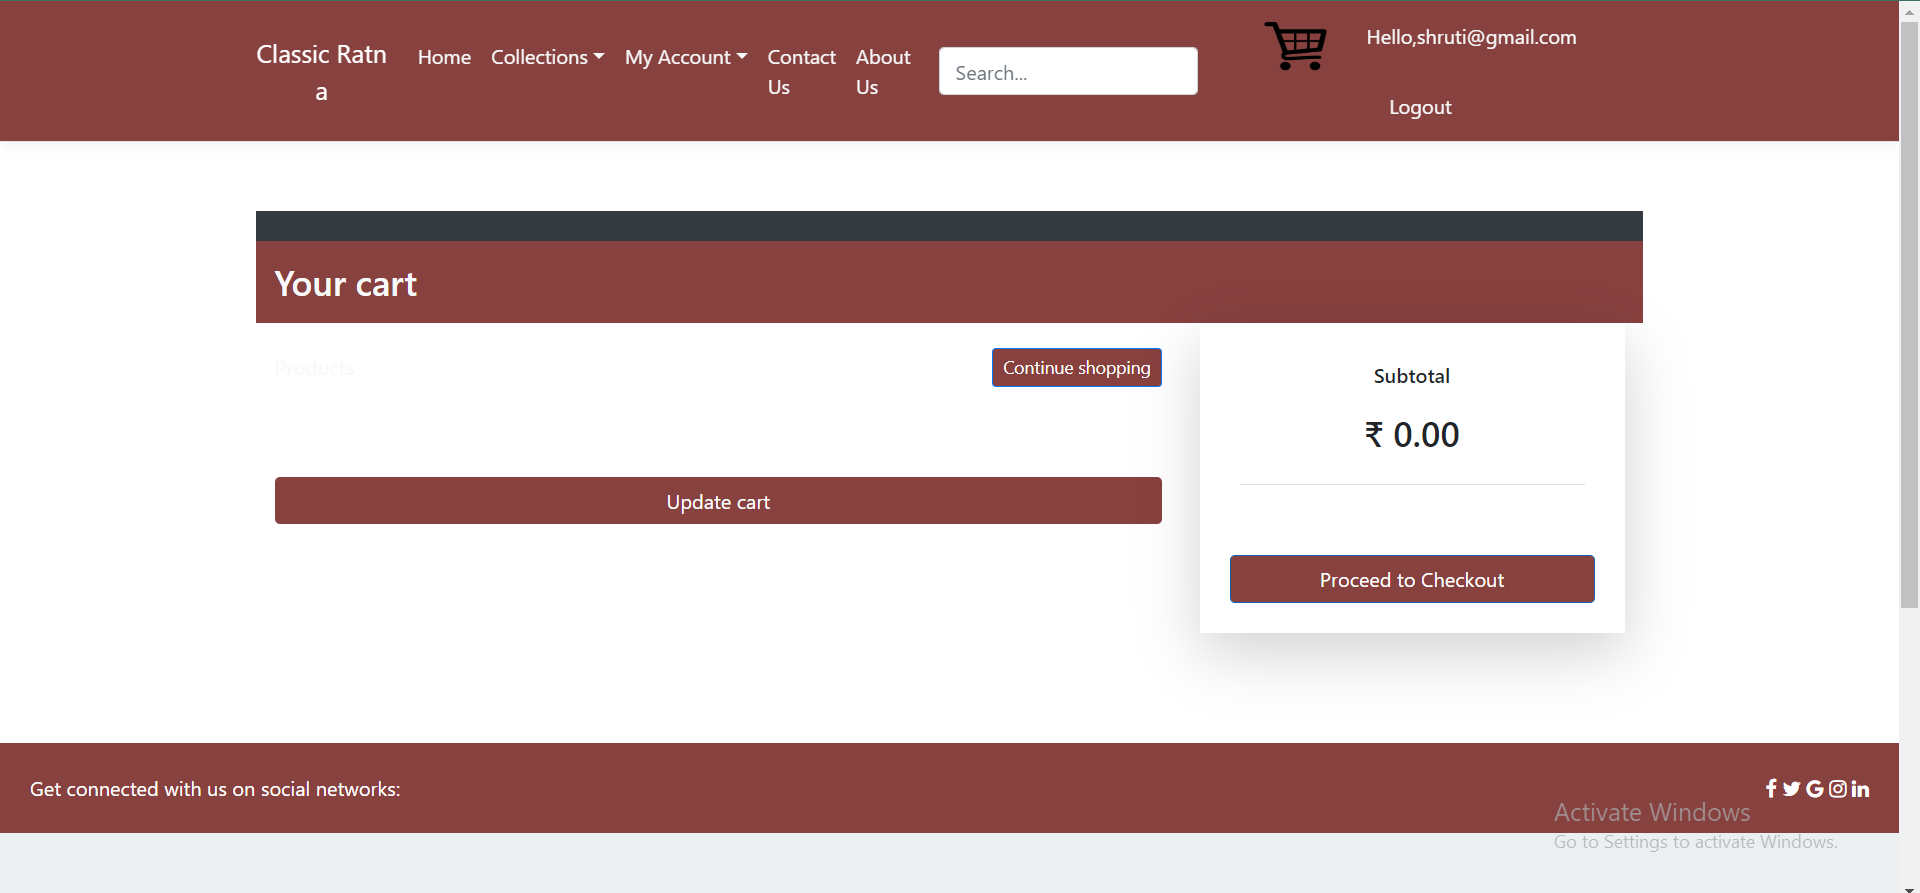 Classic Ratn
a
Home
Collections
My Account
Contact
Us
About
Us
Search...
Hello,shruti@gmail.com
Logout
Your cart
Products
Continue shopping
Subtotal
₹ 0.00
Update cart
Proceed to Checkout
Get connected with us on social networks:
Activate Windows
Go to Settings to activate Windows.